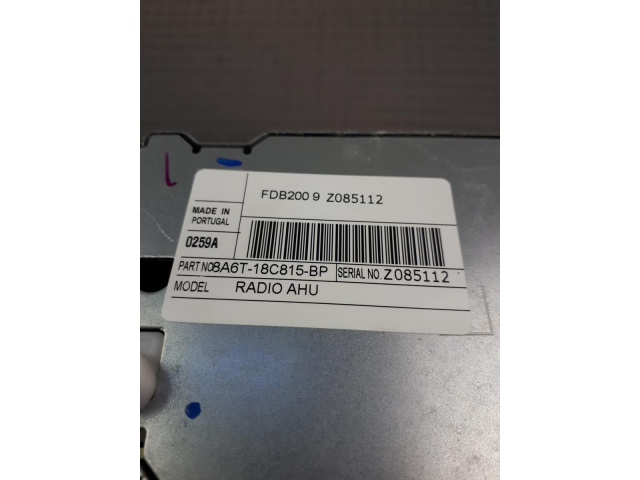 FDB200 9 Z085112
MADE IN
PORTUGAL
0259A
PART NO 8A6T-18C815-BP SERIAL NO. Z085112
MODEL RADIO AHU